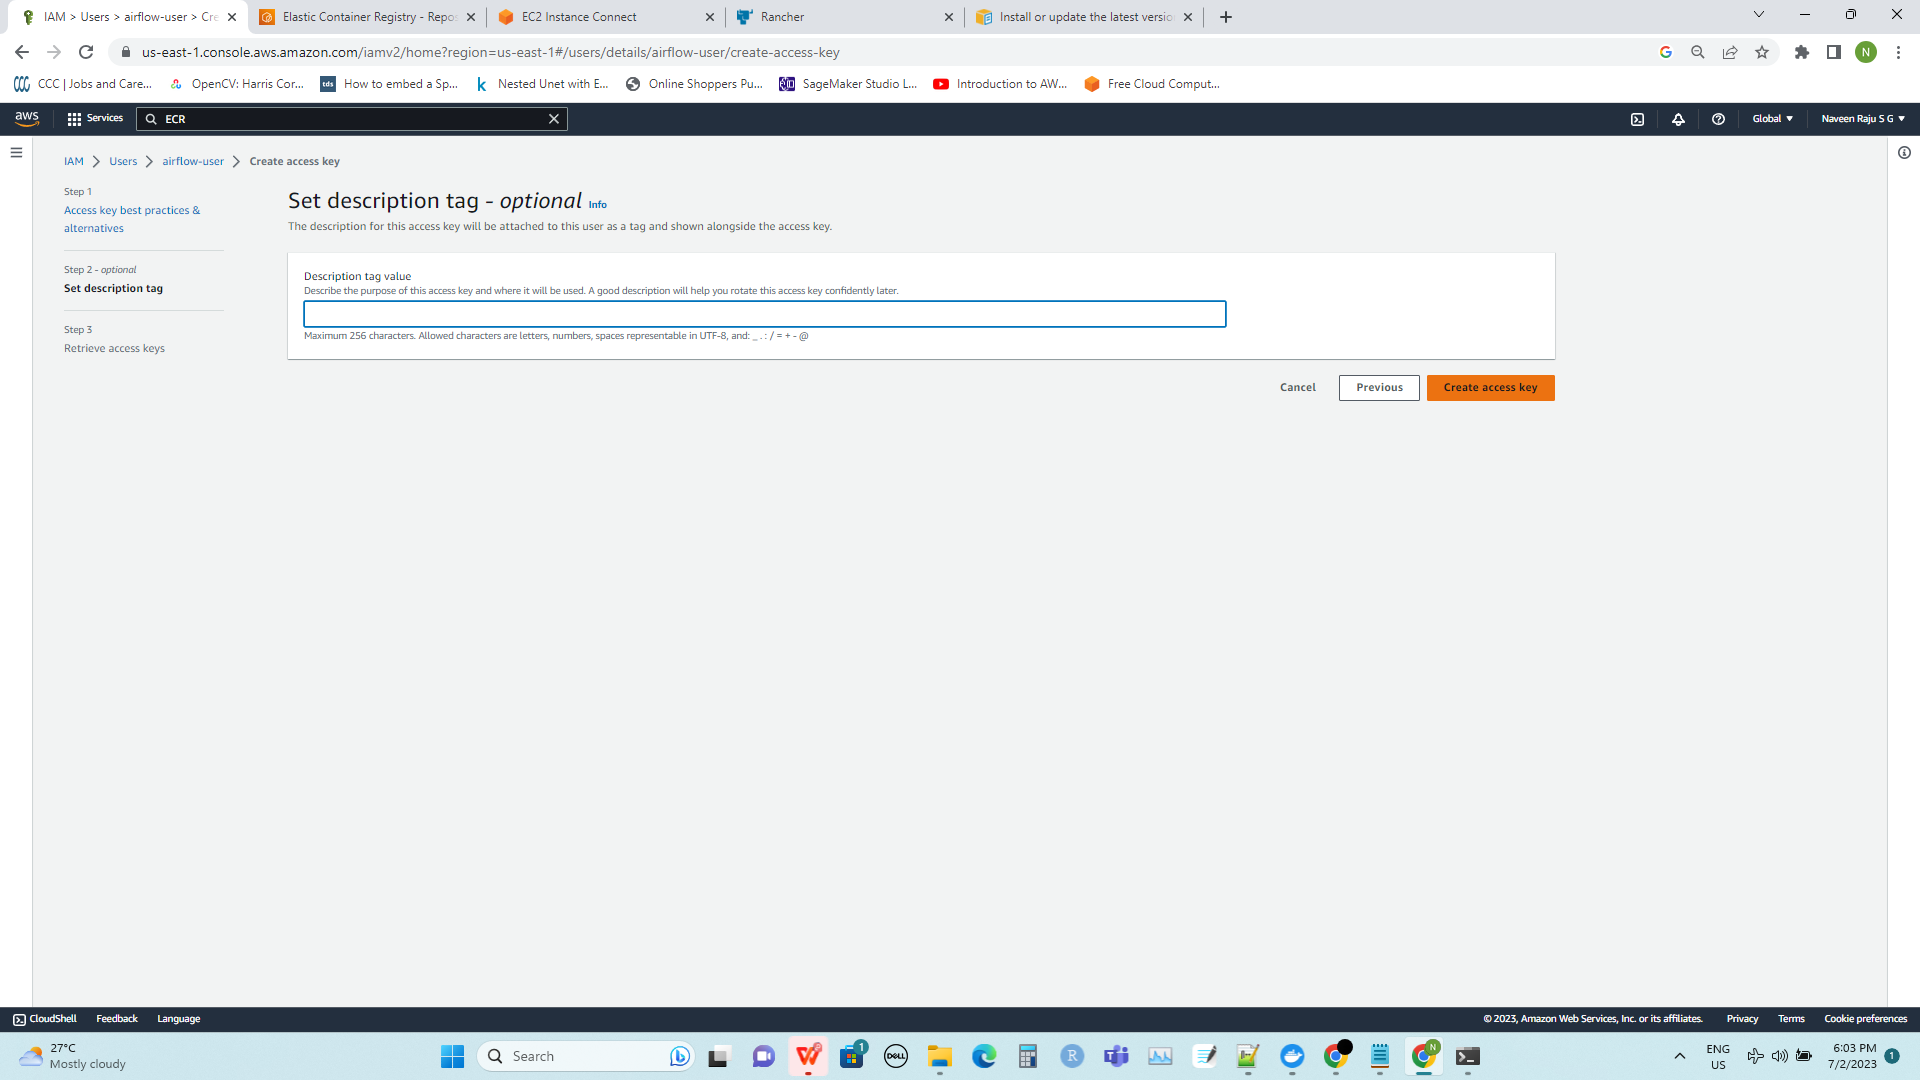 IAM > Users > airflow-user > Cre
Elastic Container Registry - Repos
EC2 Instance Connect
Rancher
Install or update the latest versio
us-east-1.console.aws.amazon.com/iamv2/home?region=us-east-1#/users/details/airflow-user/create-access-key
N
CCC | Jobs and Care...
OpenCV: Harris Cor...
tds
How to embed a Sp...
k
Nested Unet with E...
Online Shoppers Pu...
SageMaker Studio L...
Introduction to AW...
Free Cloud Comput...
aws
Services
ECR
Global
Naveen Raju S G
IAM
Users
airflow-user
Create access key
Step 1
Access key best practices &
alternatives
Step 2 - optional
Set description tag
Step 3
Retrieve access keys
Set description tag - optional Info
The description for this access key will be attached to this user as a tag and shown alongside the access key.
Description tag value
Describe the purpose of this access key and where it will be used. A good description will help you rotate this access key confidently later.
Maximum 256 characters. Allowed characters are letters, numbers, spaces representable in UTF-8, and: _ . : / = + - @
Cancel
Previous
Create access key
CloudShell
Feedback
Language
© 2023, Amazon Web Services, Inc. or its affiliates.
Privacy
Terms
Cookie preferences
27°C
Mostly cloudy
Search
1
DELL
R
N
ENG
US
6:03 PM
7/2/2023
1